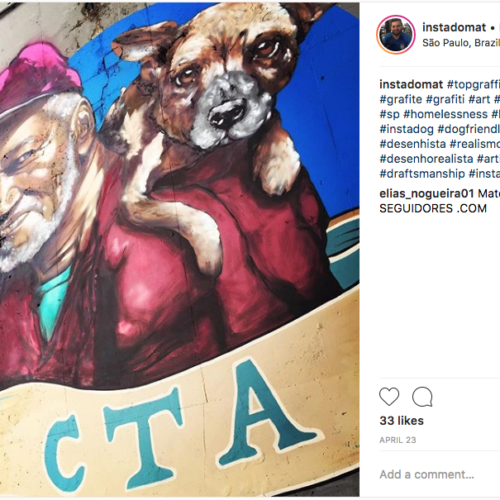 CTA
instadomat •
São Paulo, Brazil
instadomat #topgraffi
#grafite #grafiti #art #
#sp #homelessness #
#instadog #dogfriendl
#desenhista #realismo
#desenhorealista #arti
#draftsmanship #insta
elias_nogueira01 Mate
SEGUIDORES .COM
33 likes
APRIL 23
Add a comment...